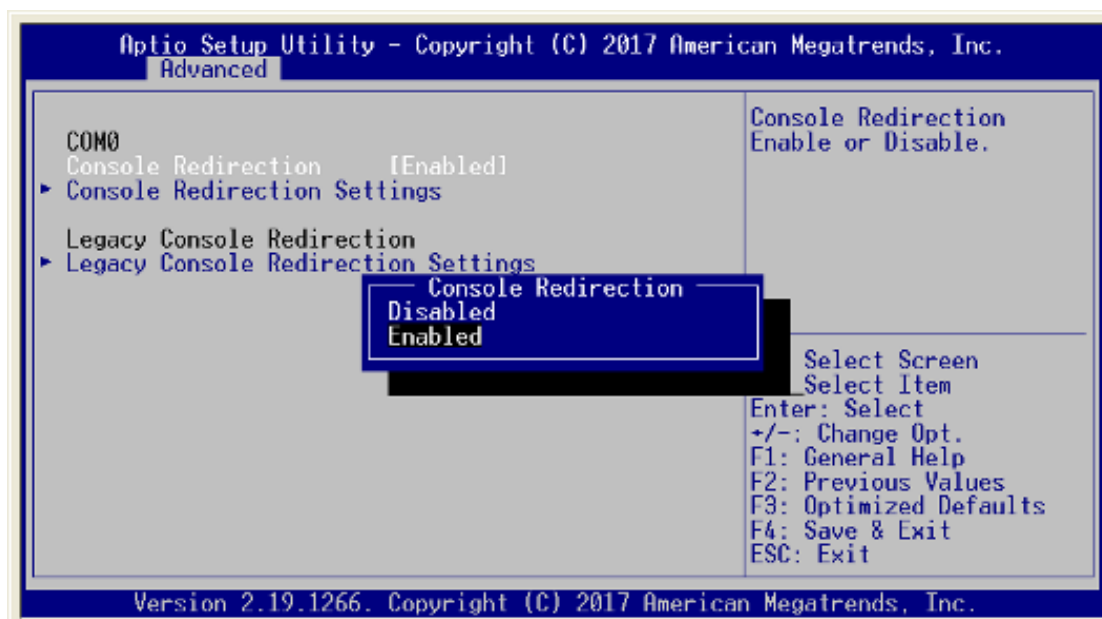 Aptio Setup Utility - Copyright (C) 2017 American Megatrends, Inc.
Advanced
COM0
Console Redirection [Enabled]
► Console Redirection Settings
Legacy Console Redirection
► Legacy Console Redirection Settings
Console Redirection
Disabled
Enabled
Console Redirection
Enable or Disable.
Select Screen
Select Item
Enter: Select
+/-: Change Opt.
F1: General Help
F2: Previous Values
F3: Optimized Defaults
F4: Save & Exit
ESC: Exit
Version 2.19.1266. Copyright (C) 2017 American Megatrends, Inc.